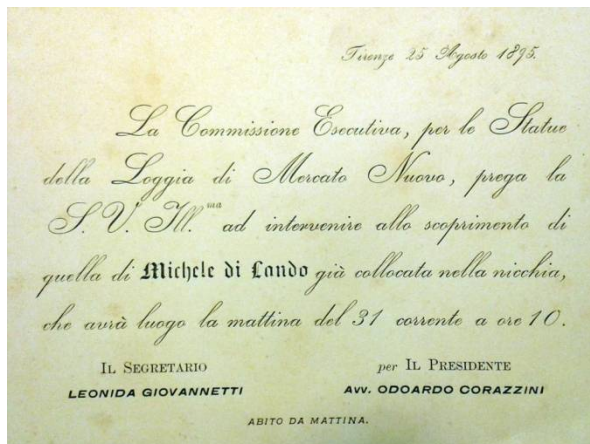 Firenze 25 Agosto 1895.
La Commissione Esecutiva, per le Statue
della Loggia di Mercato Nuovo, prega la
S. V. Ill.ma ad intervenire allo scoprimento di
quella di Michele di Lando già collocata nella nicchia,
che avrà luogo la mattina del 31 corrente a ore 10.
IL SEGRETARIO
LEONIDA GIOVANNETTI
per IL PRESIDENTE
AVV. ODOARDO CORAZZINI
ABITO DA MATTINA.